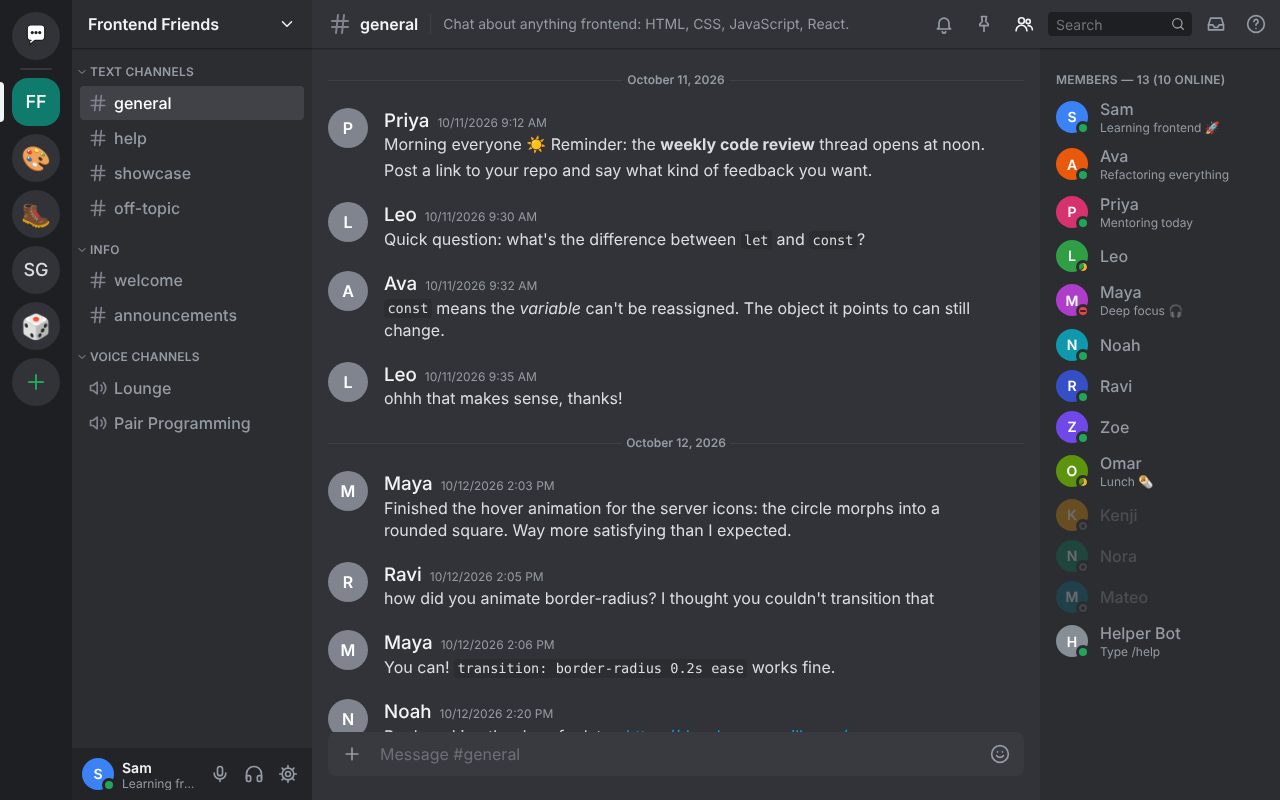 FF
SG
Frontend Friends
TEXT CHANNELS
# general
# help
# showcase
# off-topic
INFO
# welcome
# announcements
VOICE CHANNELS
Lounge
Pair Programming
S
Sam
Learning fr...
# general
Chat about anything frontend: HTML, CSS, JavaScript, React.
Search
October 11, 2026
P
Priya 10/11/2026 9:12 AM
Morning everyone ☀️ Reminder: the weekly code review thread opens at noon.
Post a link to your repo and say what kind of feedback you want.
L
Leo 10/11/2026 9:30 AM
Quick question: what's the difference between let and const?
A
Ava 10/11/2026 9:32 AM
const means the variable can't be reassigned. The object it points to can still
change.
L
Leo 10/11/2026 9:35 AM
ohhh that makes sense, thanks!
October 12, 2026
M
Maya 10/12/2026 2:03 PM
Finished the hover animation for the server icons: the circle morphs into a
rounded square. Way more satisfying than I expected.
R
Ravi 10/12/2026 2:05 PM
how did you animate border-radius? I thought you couldn't transition that
M
Maya 10/12/2026 2:06 PM
You can! transition: border-radius 0.2s ease works fine.
N
Noah 10/12/2026 2:20 PM
Message #general
MEMBERS — 13 (10 ONLINE)
S
Sam
Learning frontend 🚀
A
Ava
Refactoring everything
P
Priya
Mentoring today
L
Leo
M
Maya
Deep focus 🎧
N
Noah
R
Ravi
Z
Zoe
O
Omar
Lunch 🌯
K
Kenji
N
Nora
M
Mateo
H
Helper Bot
Type /help